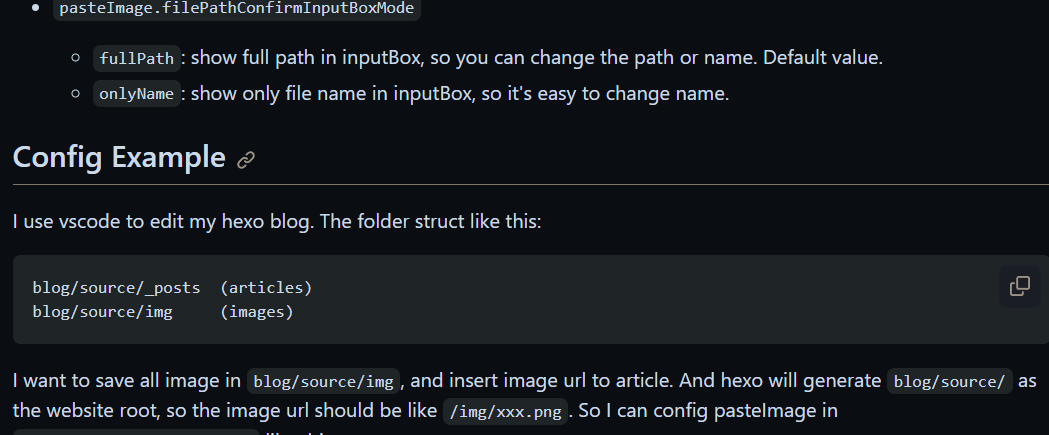 pasteImage.filePathConfirmInputBoxMode
fullPath: show full path in inputBox, so you can change the path or name. Default value.
onlyName: show only file name in inputBox, so it's easy to change name.
Config Example
I use vscode to edit my hexo blog. The folder struct like this:
blog/source/_posts  (articles)
blog/source/img     (images)
I want to save all image in blog/source/img, and insert image url to article. And hexo will generate blog/source/ as
the website root, so the image url should be like /img/xxx.png. So I can config pasteImage in